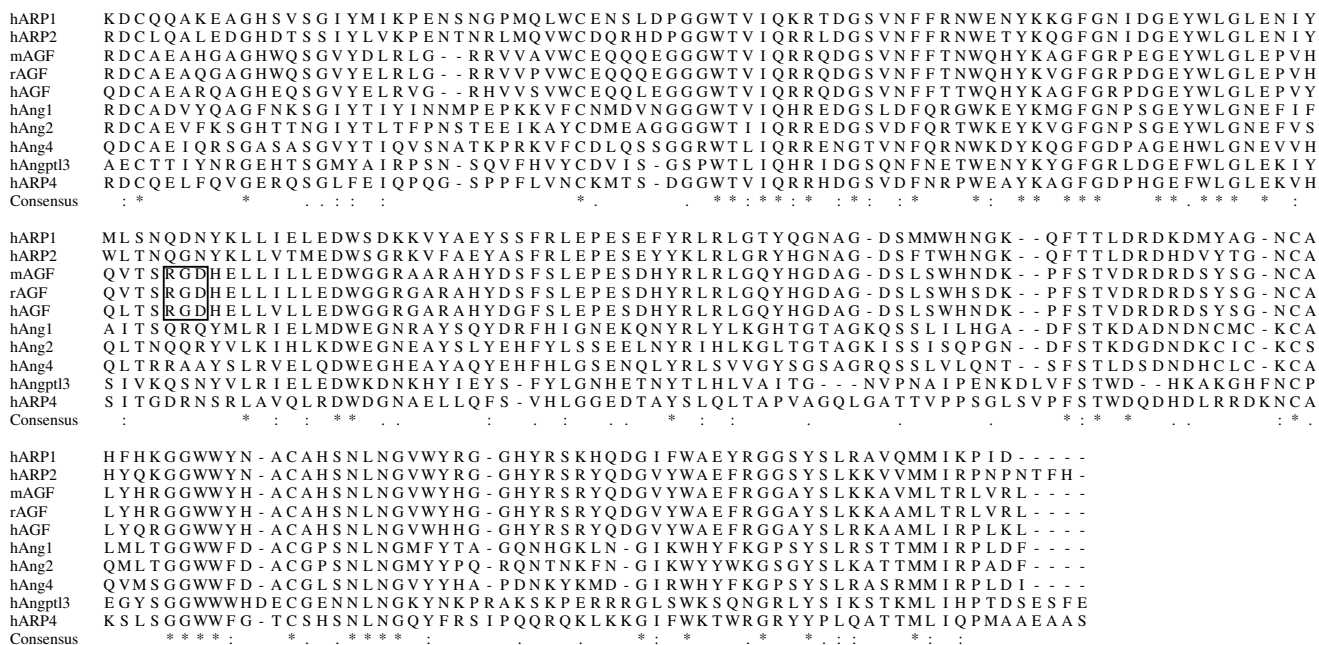 hARP1 KDCQQAKEAGHSVSGIYMIKPENSNGPMQLWCENSLDPGGWTVIQKRTDGSVNFFRNWENYKKGFGNIDGEYWLGLENIY
hARP2 RDCLQALEDGHDTSSIYLVKPENTNRLMQVWCDQRHDPGGWTVIQRRLDGSVNFFRNWETYKQGFGNIDGEYWLGLENIY
mAGF RDCAEAHGAGHWQSGVYDLRLG--RRVVAVWCEQQQEGGGWTVIQRRQDGSVNFFTNWQHYKAGFGRPEGEYWLGLEPVH
rAGF RDCAEAQGAGHWQSGVYELRLG--RRVVPVWCEQQQEGGGWTVIQRRQDGSVNFFTNWQHYKVGFGRPDGEYWLGLEPVH
hAGF QDCAEARQAGHEQSGVYELRVG--RHVVSVWCEQQLEGGGWTVIQRRQDGSVNFFTTWQHYKAGFGRPDGEYWLGLEPVY
hAng1 RDCADVYQAGFNKSGIYTIYINNMPEPKKVFCNMDVNGGGWTVIQHREDGSLDFQRGWKEYKMGFGNPSGEYWLGNEFIF
hAng2 RDCAEVFKSGHTTNGIYTLTFPNSTEEIKAYCDMEAGGGGWTIIQRREDGSVDFQRTWKEYKVGFGNPSGEYWLGNEFVS
hAng4 QDCAEIQRSGASASGVYTIQVSNATKPRKVFCDLQSSGGRWTLIQRRENGTVNFQRNWKDYKQGFGDPAGEHWLGNEVVH
hAngptl3 AECTTIYNRGEHTSGMYAIRPSN-SQVFHVYCDVIS-GSPWTLIQHRIDGSQNFNETWENYKYGFGRLDGEFWLGLEKIY
hARP4 RDCQELFQVGERQSGLFEIQPQG-SPPFLVNCKMTS-DGGWTVIQRRHDGSVDFNRPWEAYKAGFGDPHGEFWLGLEKVH
Consensus : * * . . : : : * . . * * : * * : * : * * : * : * * * * * * . * * * * :
hARP1 MLSNQDNYKLLIELEDWSDKKVYAEYSSFRLEPESEFYRLRLGTYQGNAG-DSMMWHNGK--QFTTLDRDKDMYAG-NCA
hARP2 WLTNQGNYKLLVTMEDWSGRKVFAEYASFRLEPESEYYKLRLGRYHGNAG-DSFTWHNGK--QFTTLDRDHDVYTG-NCA
mAGF QVTSRGDHELLILLEDWGGRAARAHYDSFSLEPESDHYRLRLGQYHGDAG-DSLSWHNDK--PFSTVDRDRDSYSG-NCA
rAGF QVTSRGDHELLILLEDWGGRGARAHYDSFSLEPESDHYRLRLGQYHGDAG-DSLSWHSDK--PFSTVDRDRDSYSG-NCA
hAGF QLTSRGDHELLVLLEDWGGRGARAHYDGFSLEPESDHYRLRLGQYHGDAG-DSLSWHNDK--PFSTVDRDRDSYSG-NCA
hAng1 AITSQRQYMLRIELMDWEGNRAYSQYDRFHIGNEKQNYRLYLKGHTGTAGKQSSLILHGA--DFSTKDADNDNCMC-KCA
hAng2 QLTNQQRYVLKIHLKDWEGNEAYSLYEHFYLSSEELNYRIHLKGLTGTAGKISSISQPGN--DFSTKDGDNDKCIC-KCS
hAng4 QLTRRAAYSLRVELQDWEGHEAYAQYEHFHLGSENQLYRLSVVGYSGSAGRQSSLVLQNT--SFSTLDSDNDHCLC-KCA
hAngptl3 SIVKQSNYVLRIELEDWKDNKHYIEYS-FYLGNHETNYTLHLVAITG---NVPNAIPENKDLVFSTWD--HKAKGHFNCP
hARP4 SITGDRNSRLAVQLRDWDGNAELLQFS-VHLGGEDTAYSLQLTAPVAGQLGATTVPPSGLSVPFSTWDQDHDLRRDKNCA
Consensus : * : * * . . : . : . * : : . . . * : * * . . : * .
hARP1 HFHKGGWWYN-ACAHSNLNGVWYRG-GHYRSKHQDGIFWAEYRGGSYSLRAVQMMIKPID-----
hARP2 HYQKGGWWYN-ACAHSNLNGVWYRG-GHYRSRYQDGVYWAEFRGGSYSLKKVVMMIRPNPNTFH-
mAGF LYHRGGWWYH-ACAHSNLNGVWYHG-GHYRSRYQDGVYWAEFRGGAYSLKKAVMLTRLVRL----
rAGF LYHRGGWWYH-ACAHSNLNGVWYHG-GHYRSRYQDGVYWAEFRGGAYSLKKAVMLTRLVRL----
hAGF LYQRGGWWYH-ACAHSNLNGVWHHG-GHYRSRYQDGVYWAEFRGGAYSLRKAAMLIRPLKL----
hAng1 LMLTGGWWFD-ACGPSNLNGMFYTA-GQNHGKLN-GIKWHYFKGPSYSLRSTTMMIRPLDF----
hAng2 QMLTGGWWFD-ACGPSNLNGMYYPQ-RQNTNKFN-GIKWYYWKGSGYSLKATTMMIRPADF----
hAng4 QVMSGGWWFD-ACGLSNLNGVYYHA-PDNKYKMD-GIRWHYFKGPSYSLRASRMMIRPLDI----
hAngptl3 EGYSGGWWWHDECGENNLNGKYNKPRAKSKPERRRGLSWKSQNGRLYSIKSTKMLIHPTDSESFE
hARP4 KSLSGGWWFG-TCSHSNLNGQYFRSIPQQRQKLKKGIFWKTWRGRYYPLQATTMLIQPMAAEAAS
Consensus * * * * : * . . * * * * : . * : * . * * . : : * : :